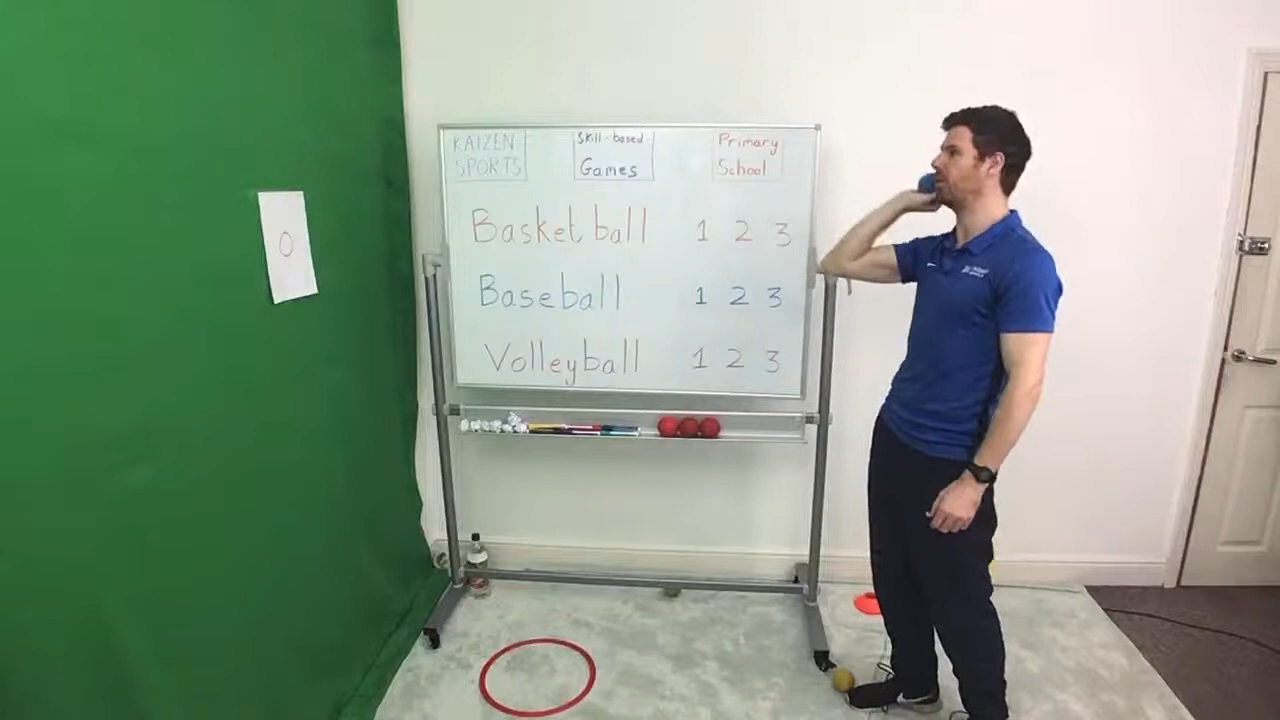 KAIZEN
SPORTS
Skill-based
Games
Primary
School
Basketball 1 2 3
Baseball 1 2 3
Volleyball 1 2 3
O